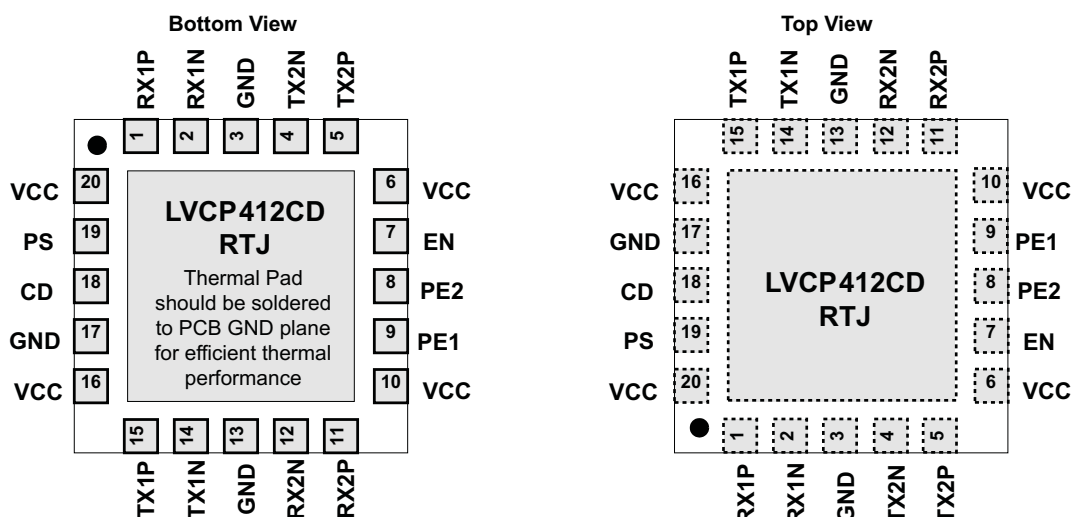 Bottom View
RX1P
RX1N
GND
TX2N
TX2P
1
2
3
4
5
VCC 20
PS 19
CD 18
GND 17
VCC 16
LVCP412CD
RTJ
Thermal Pad
should be soldered
to PCB GND plane
for efficient thermal
performance
6 VCC
7 EN
8 PE2
9 PE1
10 VCC
15
14
13
12
11
TX1P
TX1N
GND
RX2N
RX2P
Top View
TX1P
TX1N
GND
RX2N
RX2P
15
14
13
12
11
VCC 16
GND 17
CD 18
PS 19
VCC 20
LVCP412CD
RTJ
10 VCC
9 PE1
8 PE2
7 EN
6 VCC
1
2
3
4
5
RX1P
RX1N
GND
TX2N
TX2P